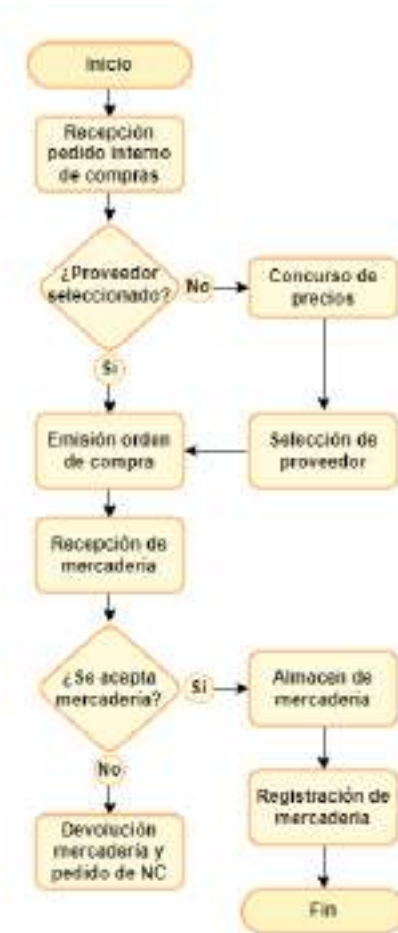 Inicio
Recepción
pedido interno
de compras
¿Proveedor
seleccionado?
No
Concurso de
precios
Si
Emisión orden
de compra
Selección de
proveedor
Recepción de
mercadería
¿Se acepta
mercadería?
Si
Almacen de
mercadería
No
Devolución
mercadería y
pedido de NC
Registración de
mercadería
Fin